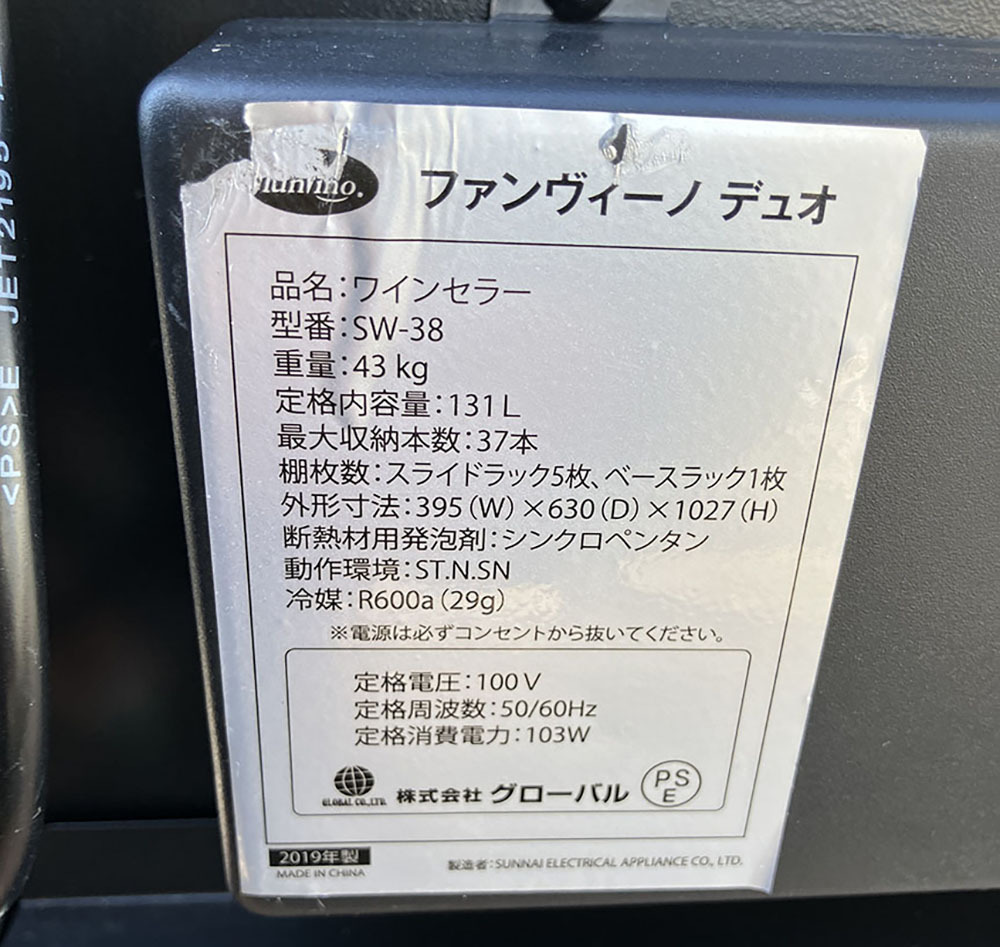 funvino.
ファンヴィーノ デュオ
品名：ワインセラー
型番：SW-38
重量：43 kg
定格内容量：131L
最大収納本数：37本
棚枚数：スライドラック5枚、ベースラック1枚
外形寸法：395（W）×630（D）×1027（H）
断熱材用発泡剤：シンクロペンタン
動作環境：ST.N.SN
冷媒：R600a（29g）
※電源は必ずコンセントから抜いてください。
定格電圧：100V
定格周波数：50/60Hz
定格消費電力：103W
GLOBAL CO.,LTD.
株式会社 グローバル
PS
E
2019年製
MADE IN CHINA
製造者：SUNNAI ELECTRICAL APPLIANCE CO., LTD.
<PS>E JET2195